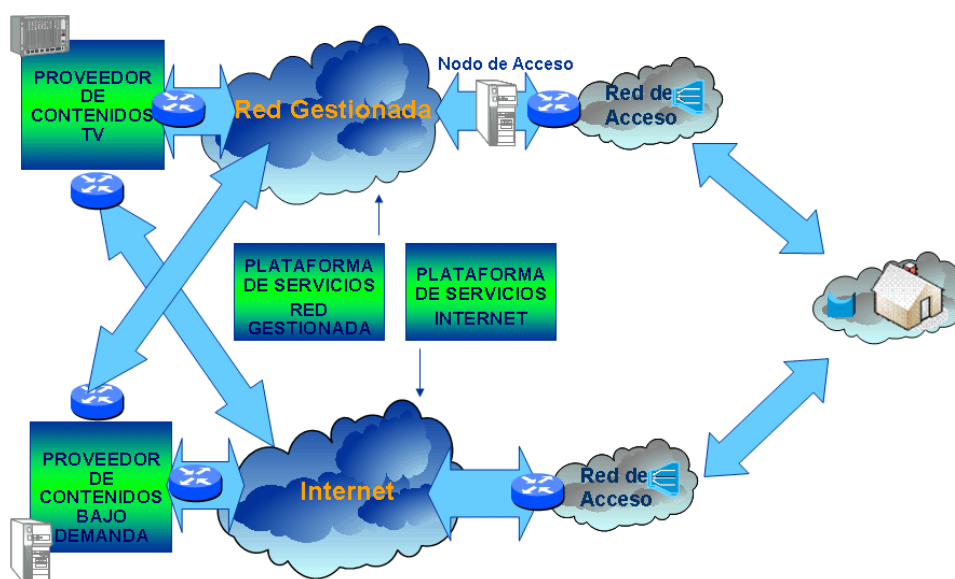 PROVEEDOR
DE
CONTENIDOS
TV
Red Gestionada
Nodo de Acceso
Red de
Acceso
PLATAFORMA
DE SERVICIOS
RED
GESTIONADA
PLATAFORMA
DE SERVICIOS
INTERNET
PROVEEDOR
DE
CONTENIDOS
BAJO
DEMANDA
Internet
Red de
Acceso